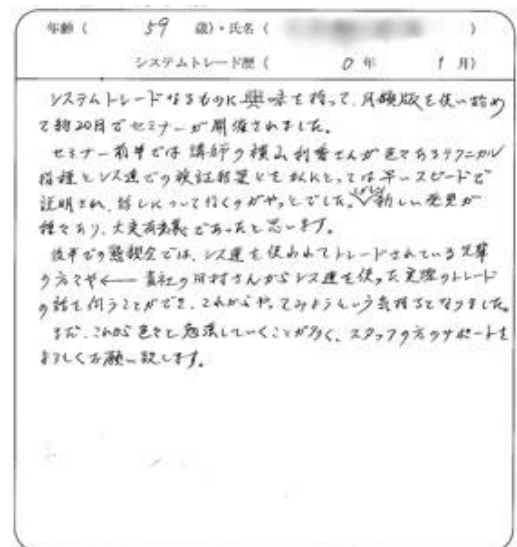 年齢（ 59 歳）・氏名（ ）
システムトレード歴（ 0 年 1 月）
システムトレードなるものに興味を持って、月額版を使い始め
て約20日でセミナーが開催されました。
セミナー前半では講師の横山利香さんが色々あるテクニカル
指標とシス達での検証結果とを私にとっては早いスピードで
説明され、話しについて行くのがやっとでした。しかし新しい発見が
種々あり、大変有意義であったと思います。
後半での懇親会では、シス達を使われてトレードされている先輩
の方々や← 貴社の川村さんからシス達を使った実際のトレード
の話を伺うことができ、これからやってみようという気持ちとなりました。
まだ、これから色々と勉強していくことが多く、スタッフの方のサポートを
よろしくお願い致します。